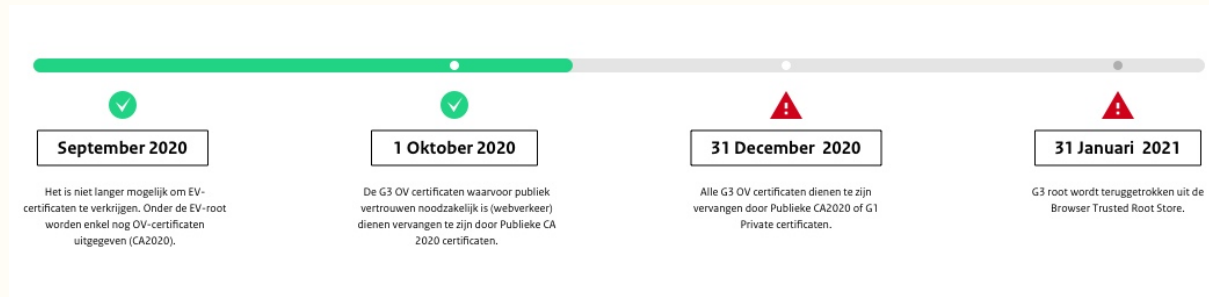 September 2020
Het is niet langer mogelijk om EV-
certificaten te verkrijgen. Onder de EV-root
worden enkel nog OV-certificaten
uitgegeven (CA2020).
1 Oktober 2020
De G3 OV certificaten waarvoor publiek
vertrouwen noodzakelijk is (webverkeer)
dienen vervangen te zijn door Publieke CA
2020 certificaten.
31 December 2020
Alle G3 OV certificaten dienen te zijn
vervangen door Publieke CA2020 of G1
Private certificaten.
31 Januari 2021
G3 root wordt teruggetrokken uit de
Browser Trusted Root Store.